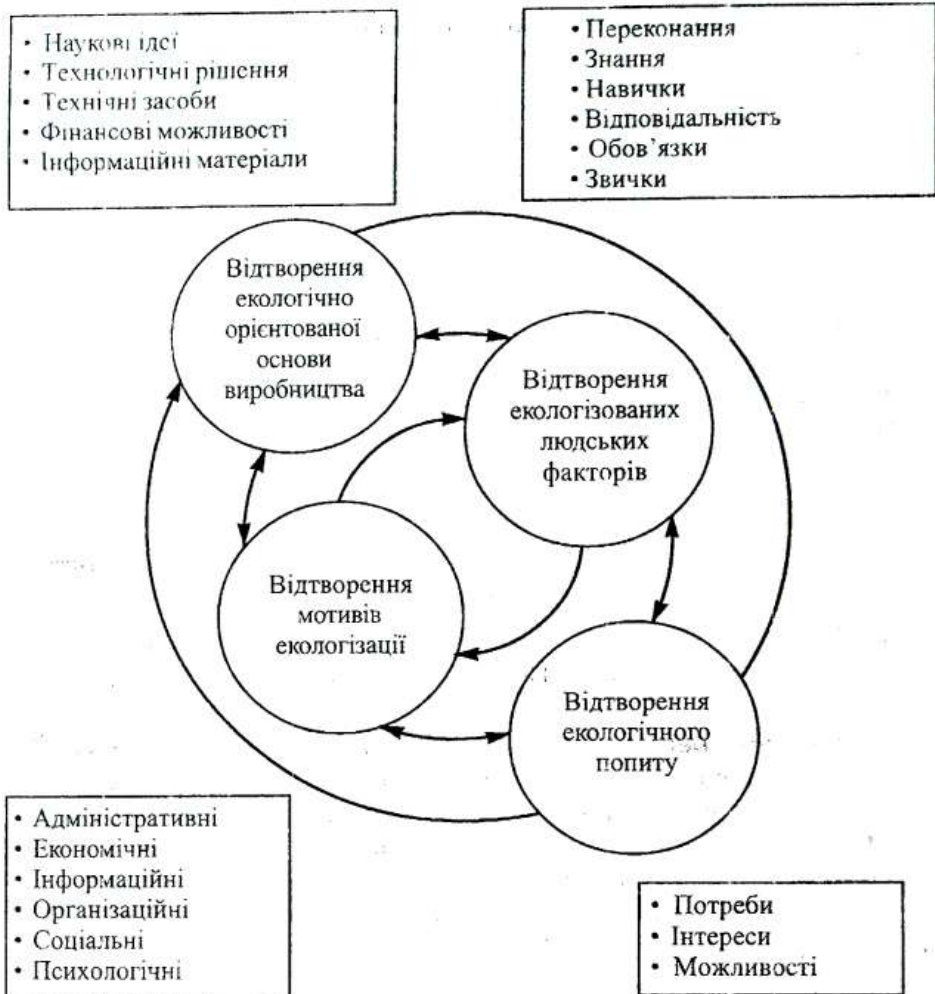 • Наукові ідеї
• Технологічні рішення
• Технічні засоби
• Фінансові можливості
• Інформаційні матеріали
• Переконання
• Знання
• Навички
• Відповідальність
• Обов’язки
• Звички
Відтворення
екологічно
орієнтованої
основи
виробництва
Відтворення
екологізованих
людських
факторів
Відтворення
мотивів
екологізації
Відтворення
екологічного
попиту
• Адміністративні
• Економічні
• Інформаційні
• Організаційні
• Соціальні
• Психологічні
• Потреби
• Інтереси
• Можливості